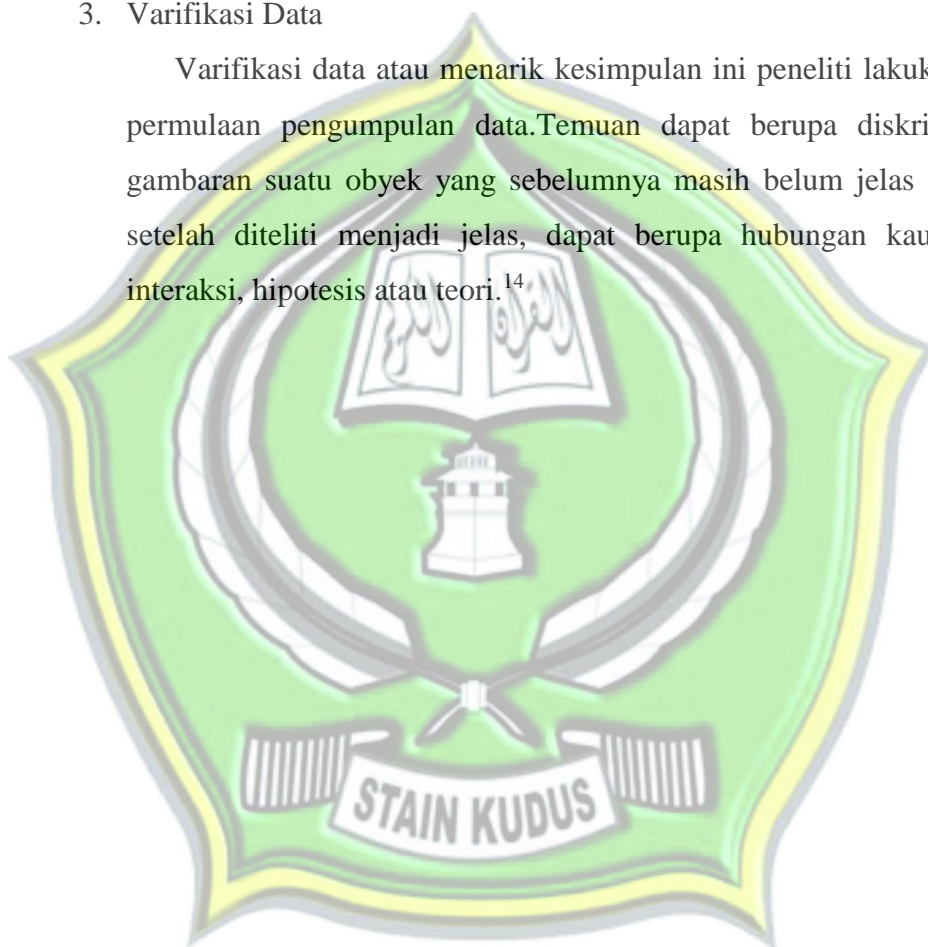 3. Varifikasi Data
Varifikasi data atau menarik kesimpulan ini peneliti lakuk
permulaan pengumpulan data.Temuan dapat berupa diskri
gambaran suatu obyek yang sebelumnya masih belum jelas
setelah diteliti menjadi jelas, dapat berupa hubungan kau
interaksi, hipotesis atau teori.14
STAIN KUDUS